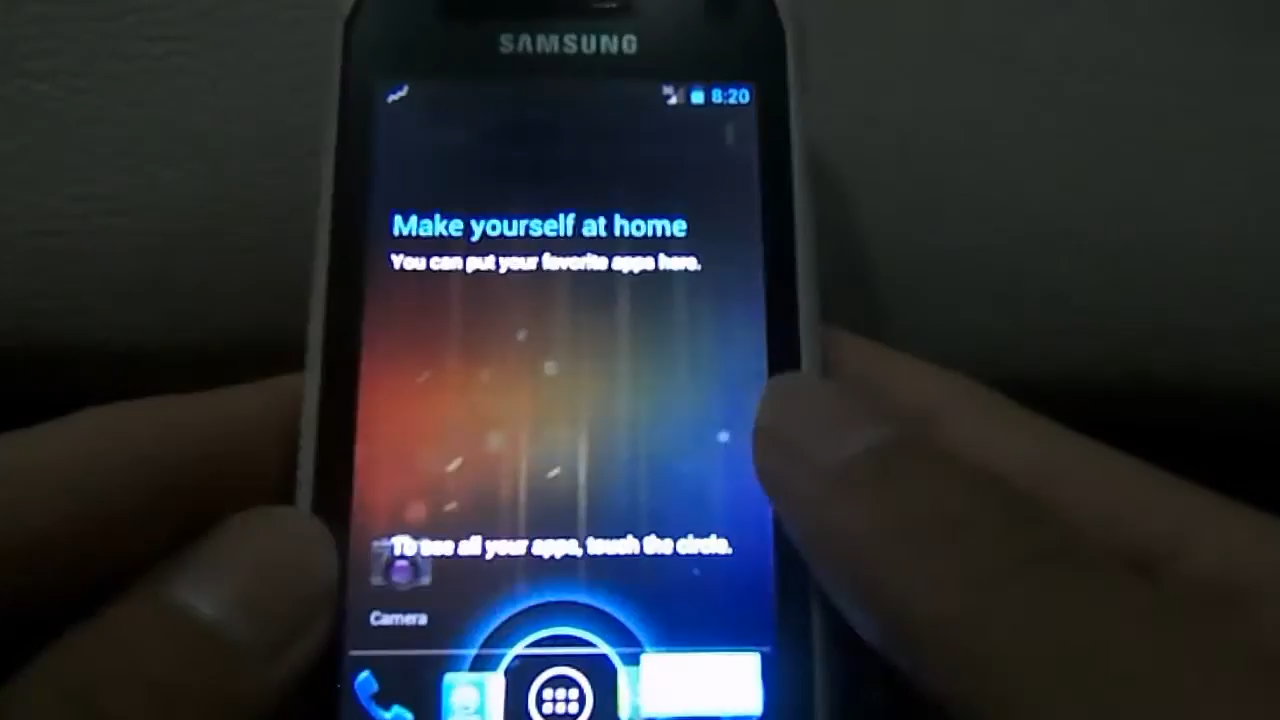 SAMSUNG
8:20
Make yourself at home
You can put your favorite apps here.
To see all your apps, touch the circle.
Camera